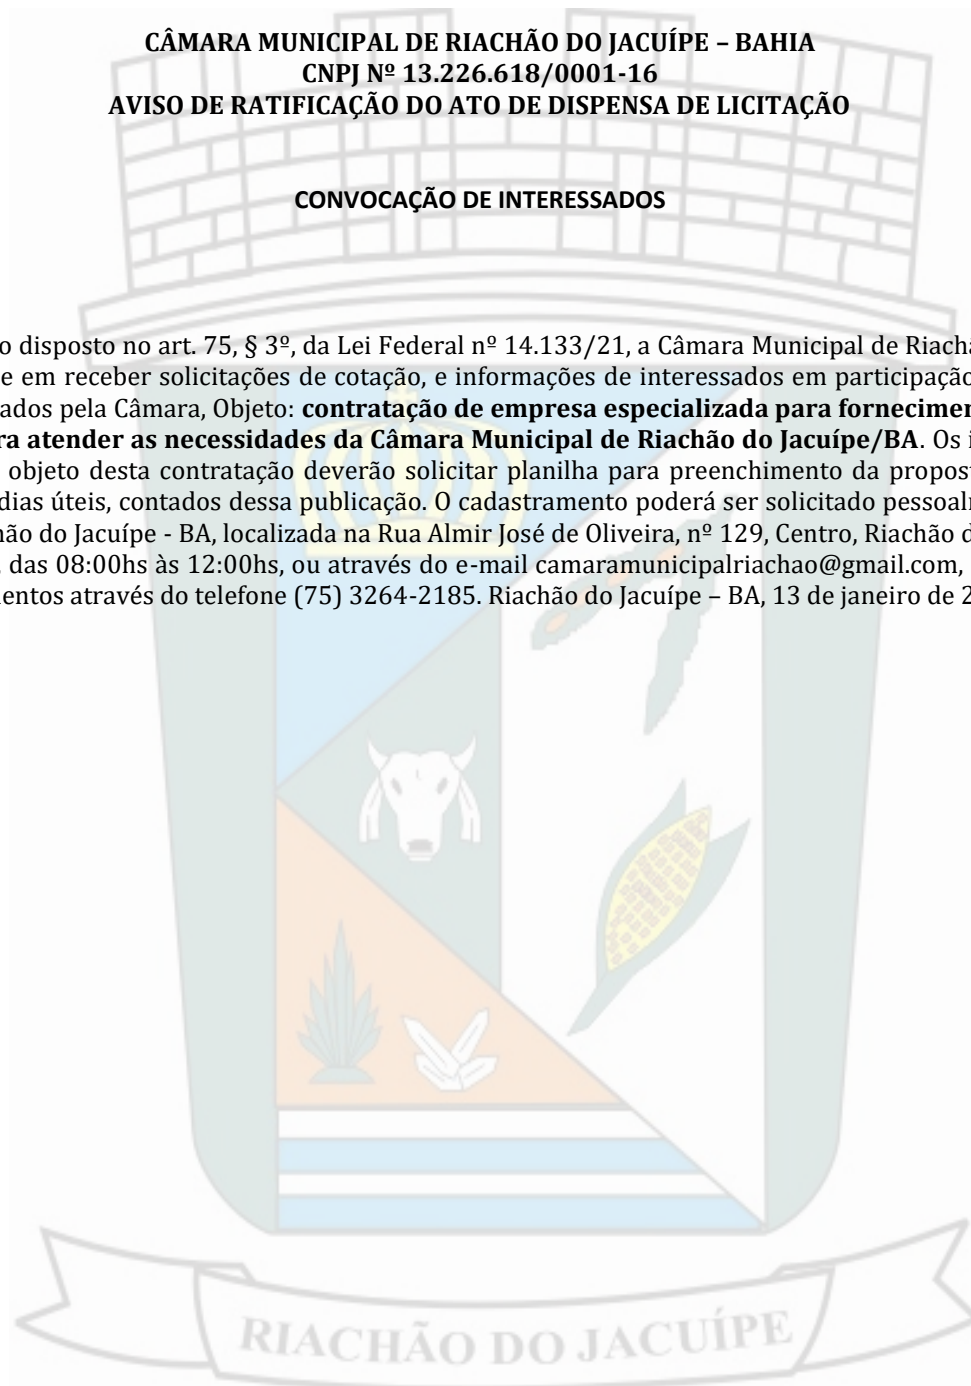 CÂMARA MUNICIPAL DE RIACHÃO DO JACUÍPE – BAHIA
CNPJ Nº 13.226.618/0001-16
AVISO DE RATIFICAÇÃO DO ATO DE DISPENSA DE LICITAÇÃO
CONVOCAÇÃO DE INTERESSADOS
o disposto no art. 75, § 3º, da Lei Federal nº 14.133/21, a Câmara Municipal de Riach
e em receber solicitações de cotação, e informações de interessados em participação
ados pela Câmara, Objeto: contratação de empresa especializada para fornecimen
ra atender as necessidades da Câmara Municipal de Riachão do Jacuípe/BA. Os i
objeto desta contratação deverão solicitar planilha para preenchimento da propos
dias úteis, contados dessa publicação. O cadastramento poderá ser solicitado pessoal
ão do Jacuípe - BA, localizada na Rua Almir José de Oliveira, nº 129, Centro, Riachão d
das 08:00hs às 12:00hs, ou através do e-mail camaramunicipalriachao@gmail.com,
entos através do telefone (75) 3264-2185. Riachão do Jacuípe – BA, 13 de janeiro de 2
RIACHÃO DO JACUÍPE